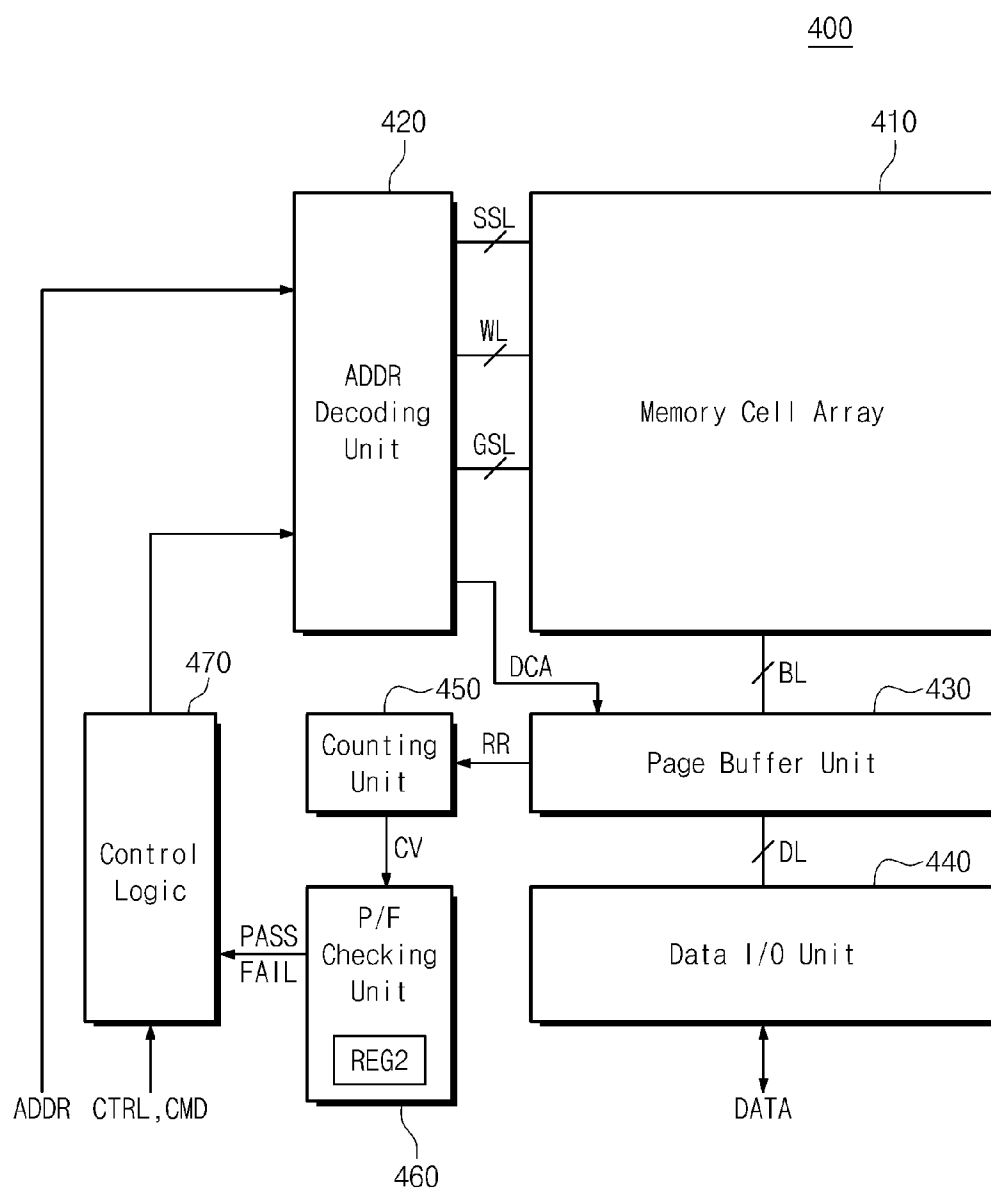 400
420
410
SSL
WL
GSL
ADDR
Decoding
Unit
Memory Cell Array
DCA
BL
470
450
430
Counting
Unit
RR
Page Buffer Unit
CV
DL
440
Control
Logic
PASS
FAIL
P/F
Checking
Unit
REG2
Data I/O Unit
ADDR
CTRL,CMD
DATA
460